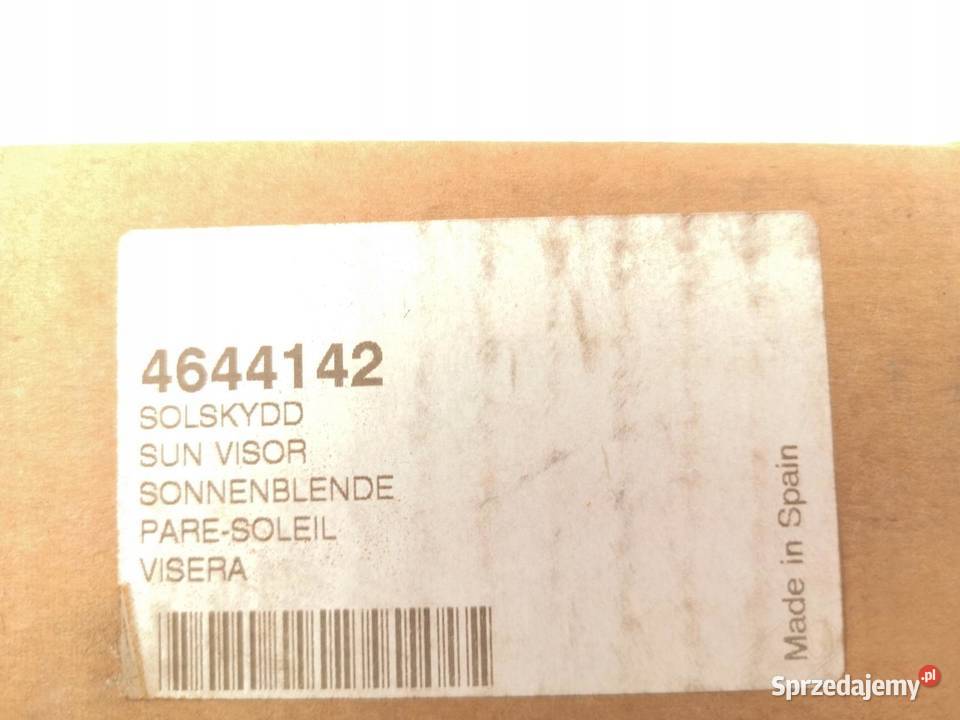 4644142
SOLSKYDD
SUN VISOR
SONNENBLENDE
PARE-SOLEIL
VISERA
Made in Spain
Sprzedajemy.pl